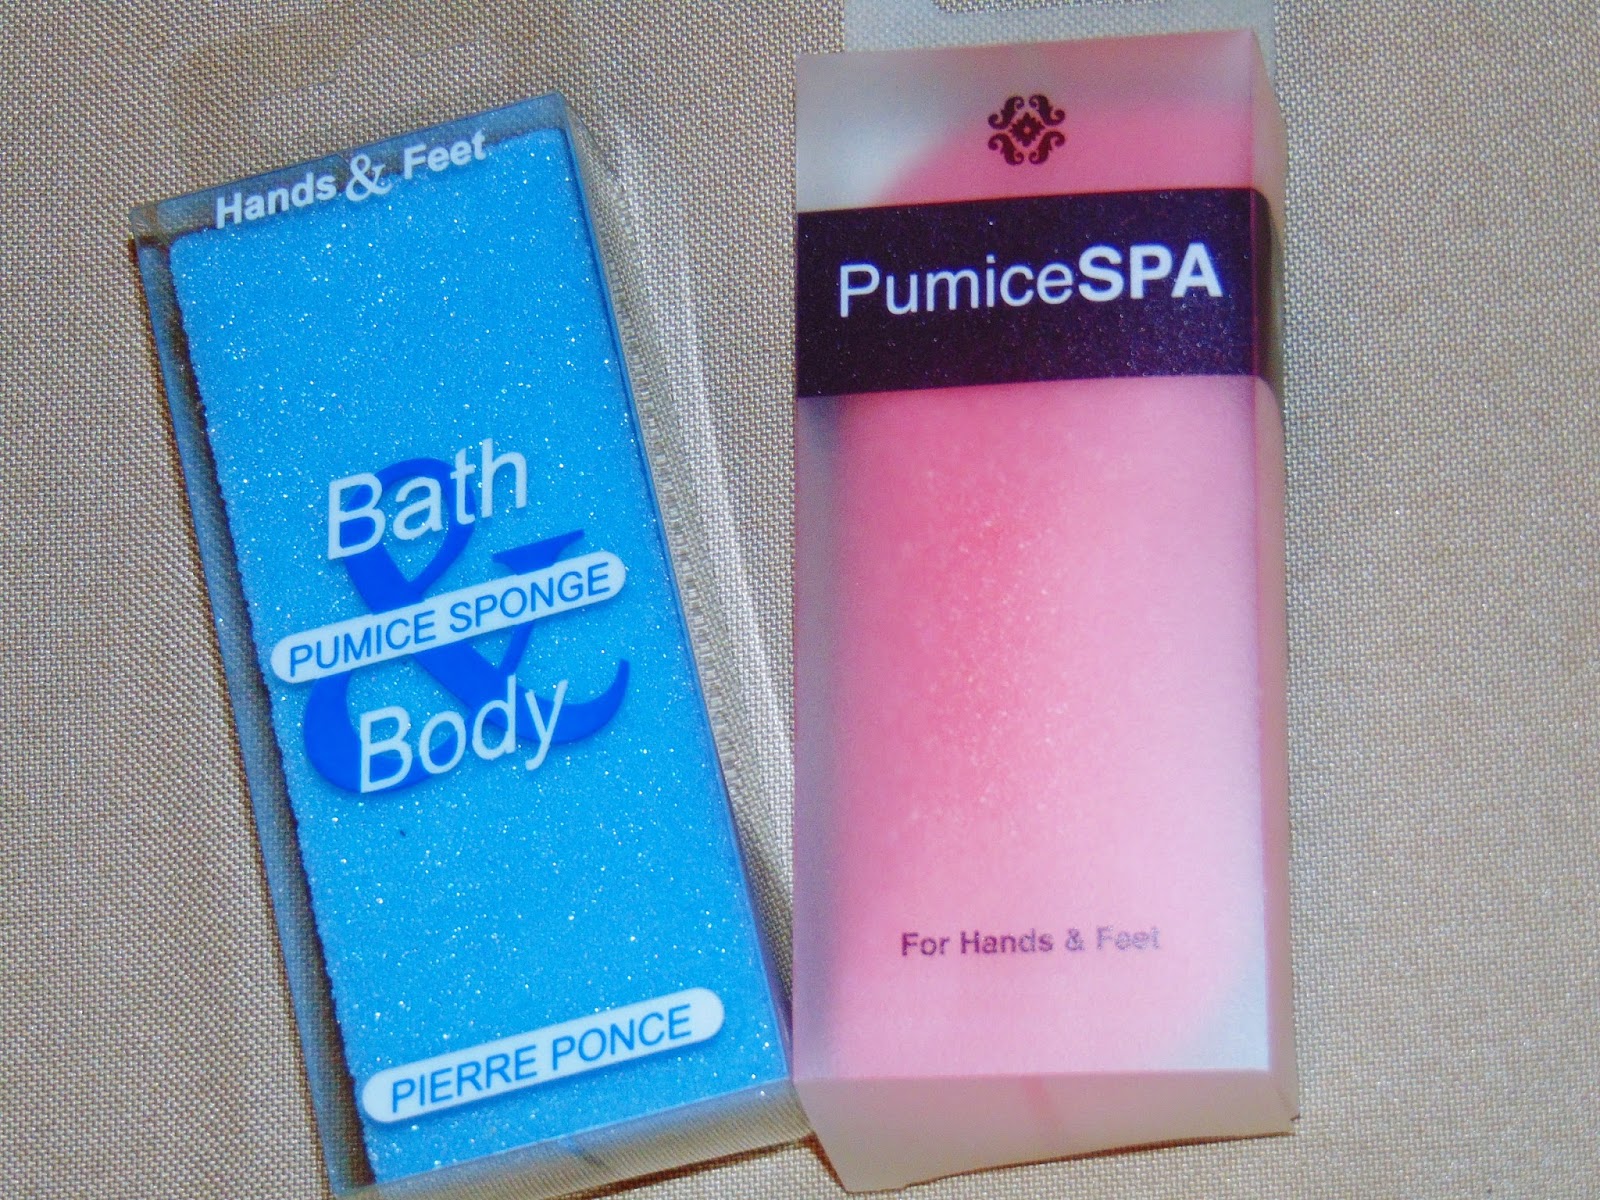 Hands & Feet
Bath
&
PUMICE SPONGE
Body
PIERRE PONCE
PumiceSPA
For Hands & Feet